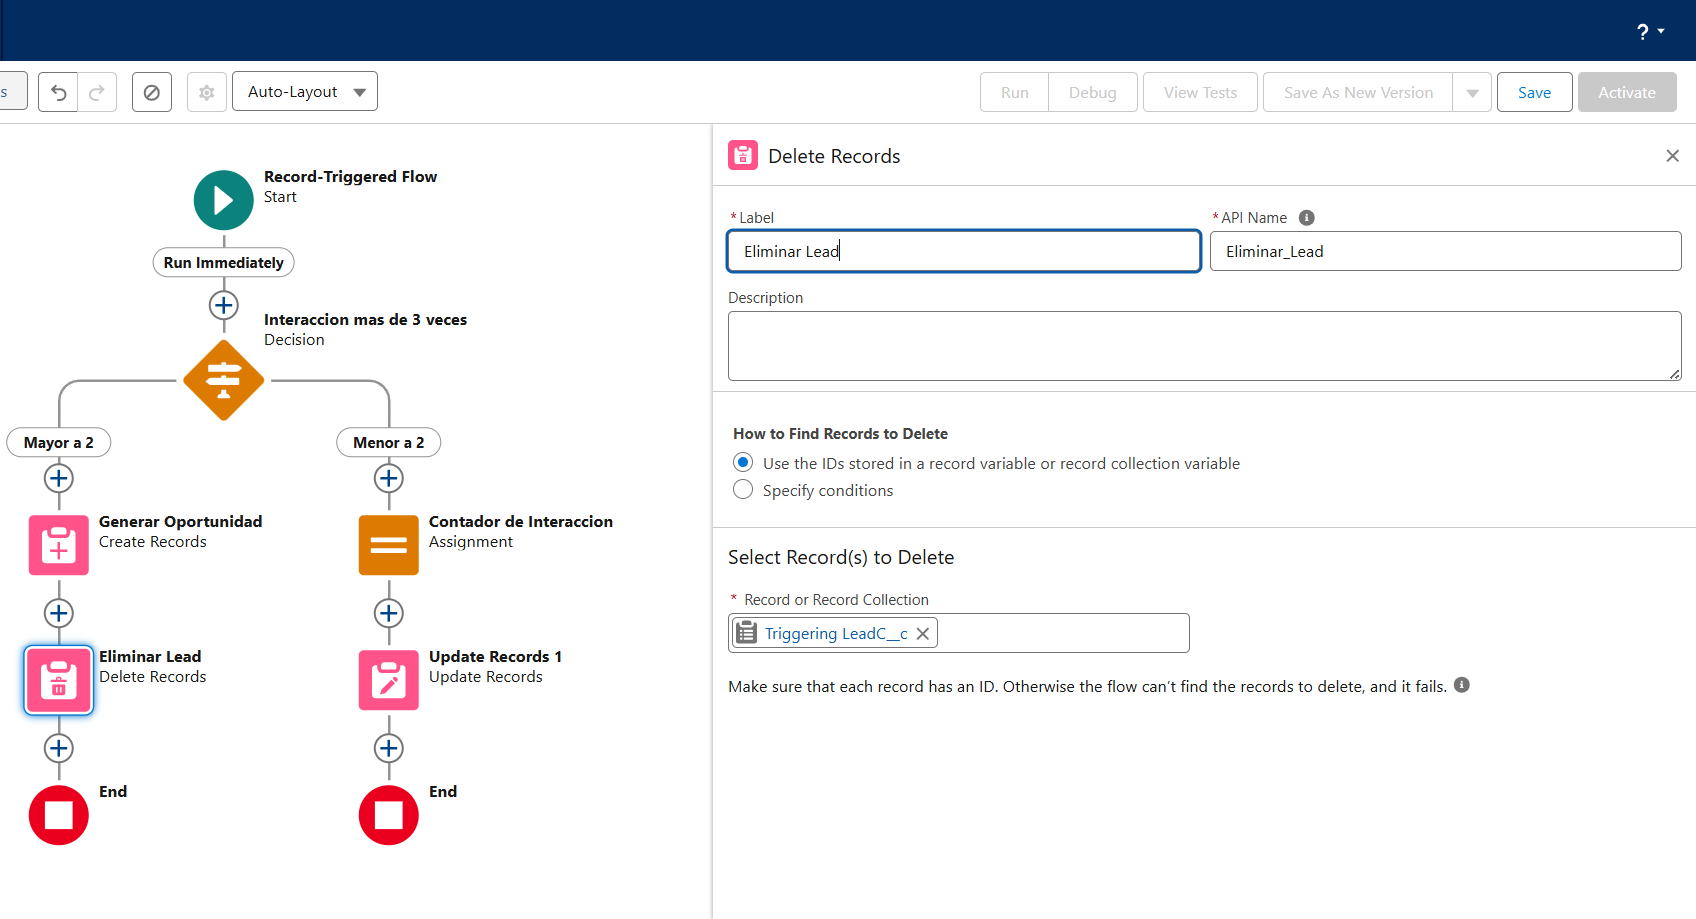 ?
s
Auto-Layout
Run
Debug
View Tests
Save As New Version
Save
Activate
Record-Triggered Flow
Start
Run Immediately
Interaccion mas de 3 veces
Decision
Mayor a 2
Menor a 2
Generar Oportunidad
Create Records
Contador de Interaccion
Assignment
Eliminar Lead
Delete Records
Update Records 1
Update Records
End
End
Delete Records
* Label
Eliminar Lead
* API Name
Eliminar_Lead
Description
How to Find Records to Delete
Use the IDs stored in a record variable or record collection variable
Specify conditions
Select Record(s) to Delete
* Record or Record Collection
Triggering LeadC__c
Make sure that each record has an ID. Otherwise the flow can’t find the records to delete, and it fails.